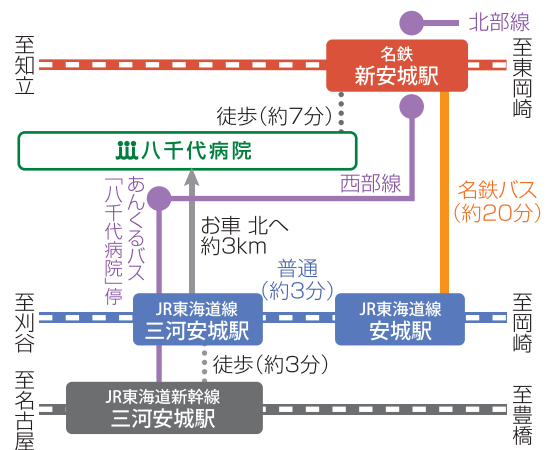 北部線
至知立
名鉄
新安城駅
至東岡崎
徒歩（約7分）
八千代病院
あんくるバス
「八千代病院」停
西部線
名鉄バス
（約20分）
お車 北へ
約3km
普通
（約3分）
至刈谷
JR東海道線
三河安城駅
JR東海道線
安城駅
至岡崎
徒歩（約3分）
至名古屋
JR東海道新幹線
三河安城駅
至豊橋